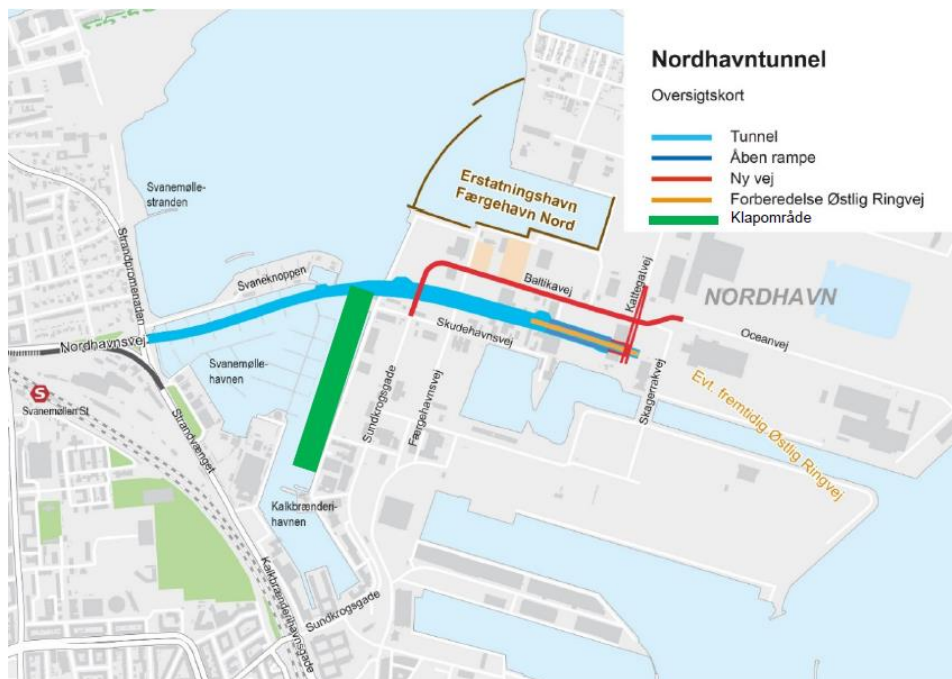 Nordhavntunnel
Oversigtskort
Tunnel
Åben rampe
Ny vej
Forberedelse Østlig Ringvej
Klapområde
Erstatningshavn
Færgehavn Nord
Svanemølle-
stranden
Strandpromenaden
Svaneknoppen
Baltikavej
Kattegatvej
NORDHAVN
Nordhavnsvej
Skudehavnsvej
Oceanvej
Svanemølle-
havnen
S
Svanemøllen St
Strandvænget
Sundkrogsgade
Færgehavnsvej
Skagerrakvej
Evt. fremtidig Østlig Ringvej
Kalkbrænderi-
havnen
Kalkbrænderihavnsgade
Sundkrogsgade